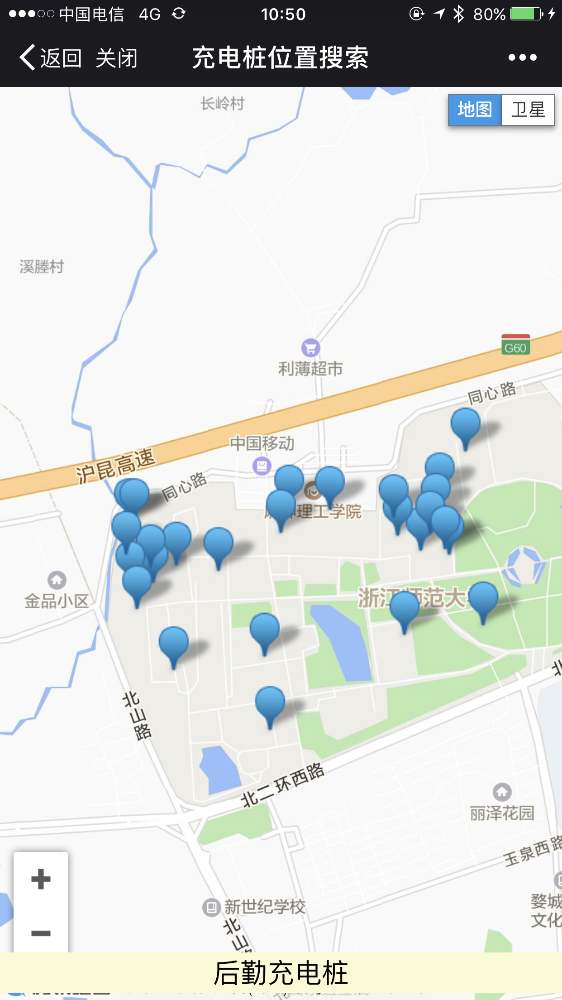 中国电信 4G 10:50 80%
返回 关闭 充电桩位置搜索
长岭村
地图 卫星
溪塍村
利薄超市
G60
同心路
中国移动
沪昆高速
同心路
理工学院
金品小区
浙江师范大
北山路
北
北二环西路
丽泽花园
玉泉西路
新世纪学校
婺城
文化
北山
后勤充电桩